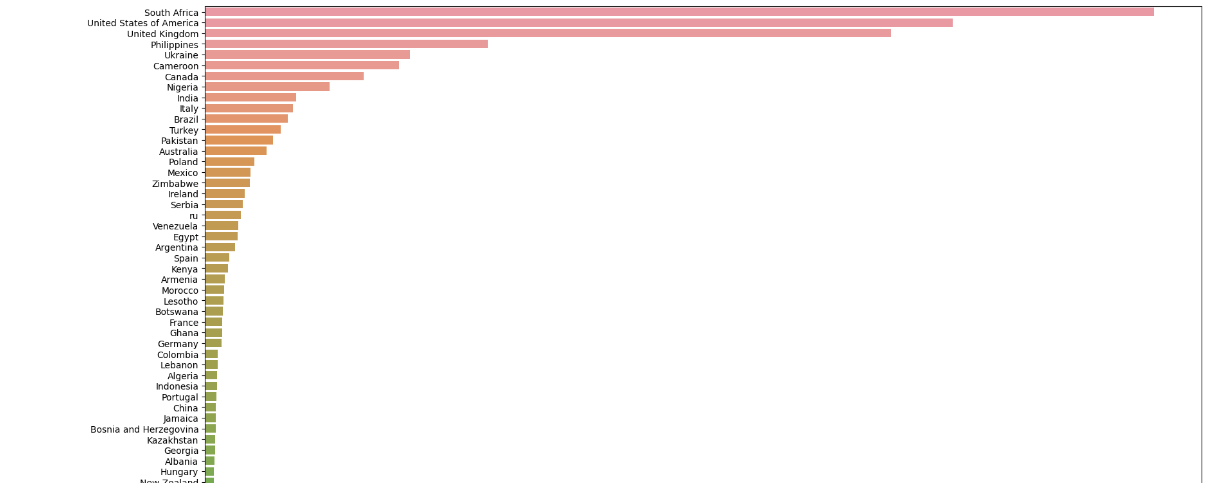 South Africa
United States of America
United Kingdom
Philippines
Ukraine
Cameroon
Canada
Nigeria
India
Italy
Brazil
Turkey
Pakistan
Australia
Poland
Mexico
Zimbabwe
Ireland
Serbia
ru
Venezuela
Egypt
Argentina
Spain
Kenya
Armenia
Morocco
Lesotho
Botswana
France
Ghana
Germany
Colombia
Lebanon
Algeria
Indonesia
Portugal
China
Jamaica
Bosnia and Herzegovina
Kazakhstan
Georgia
Albania
Hungary
New Zealand